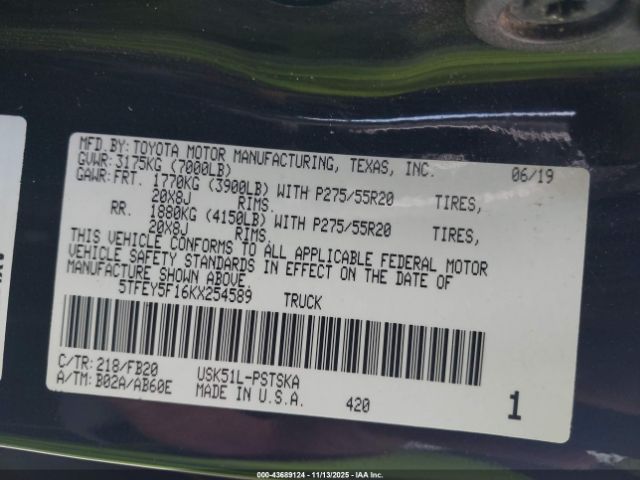 MFD.BY: TOYOTA MOTOR MANUFACTURING, TEXAS, INC. 06/19
GVWR: 3175KG (7000LB)
GAWR: FRT. 1770KG (3900LB) WITH P275/55R20 TIRES,
20X8J RIMS.
RR. 1880KG (4150LB) WITH P275/55R20 TIRES,
20X8J RIMS.
THIS VEHICLE CONFORMS TO ALL APPLICABLE FEDERAL MOTOR
VEHICLE SAFETY STANDARDS IN EFFECT ON THE DATE OF
MANUFACTURE SHOWN ABOVE.
5TFEY5F16KX254589 TRUCK
C/TR: 218/FB20 USK51L-PSTSKA
A/TM: B02A/AB60E MADE IN U.S.A. 420 1
000-43689124 - 11/13/2025 - IAA Inc.